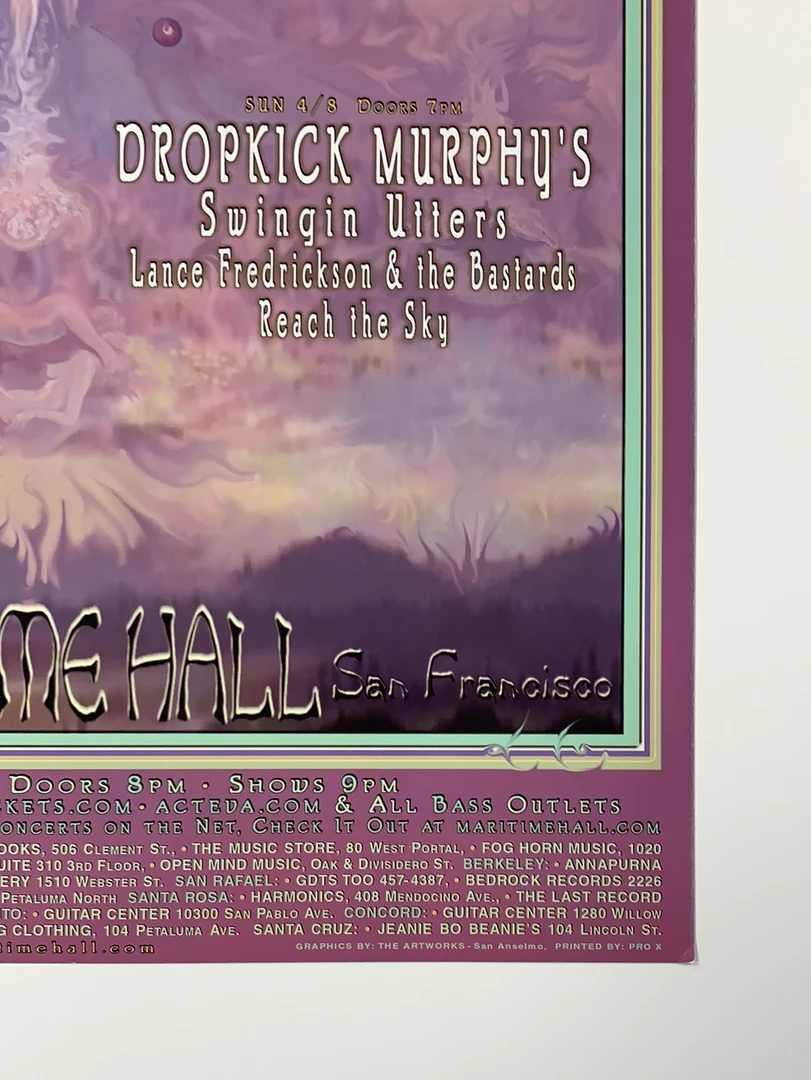 SUN 4/8 DOORS 7PM
DROPKICK MURPHY'S
Swingin Utters
Lance Fredrickson & the Bastards
Reach the Sky
ME HALL San Francisco
DOORS 8PM • SHOWS 9PM
KETS.COM • ACTEVA.COM & ALL BASS OUTLETS
ONCERTS ON THE NET, CHECK IT OUT AT MARITIMEHALL.COM
OOKS, 506 CLEMENT ST., • THE MUSIC STORE, 80 WEST PORTAL, • FOG HORN MUSIC, 1020
UITE 310 3RD FLOOR, • OPEN MIND MUSIC, OAK & DIVISIDERO ST. BERKELEY: • ANNAPURNA
ERY 1510 WEBSTER ST. SAN RAFAEL: • GDTS TOO 457-4387, • BEDROCK RECORDS 2226
PETALUMA NORTH SANTA ROSA: • HARMONICS, 408 MENDOCINO AVE., • THE LAST RECORD
TO: • GUITAR CENTER 10300 SAN PABLO AVE. CONCORD: • GUITAR CENTER 1280 WILLOW
G CLOTHING, 104 PETALUMA AVE. SANTA CRUZ: • JEANIE BO BEANIE'S 104 LINCOLN ST.
timehall.com GRAPHICS BY: THE ARTWORKS - San Anselmo, PRINTED BY: PRO X